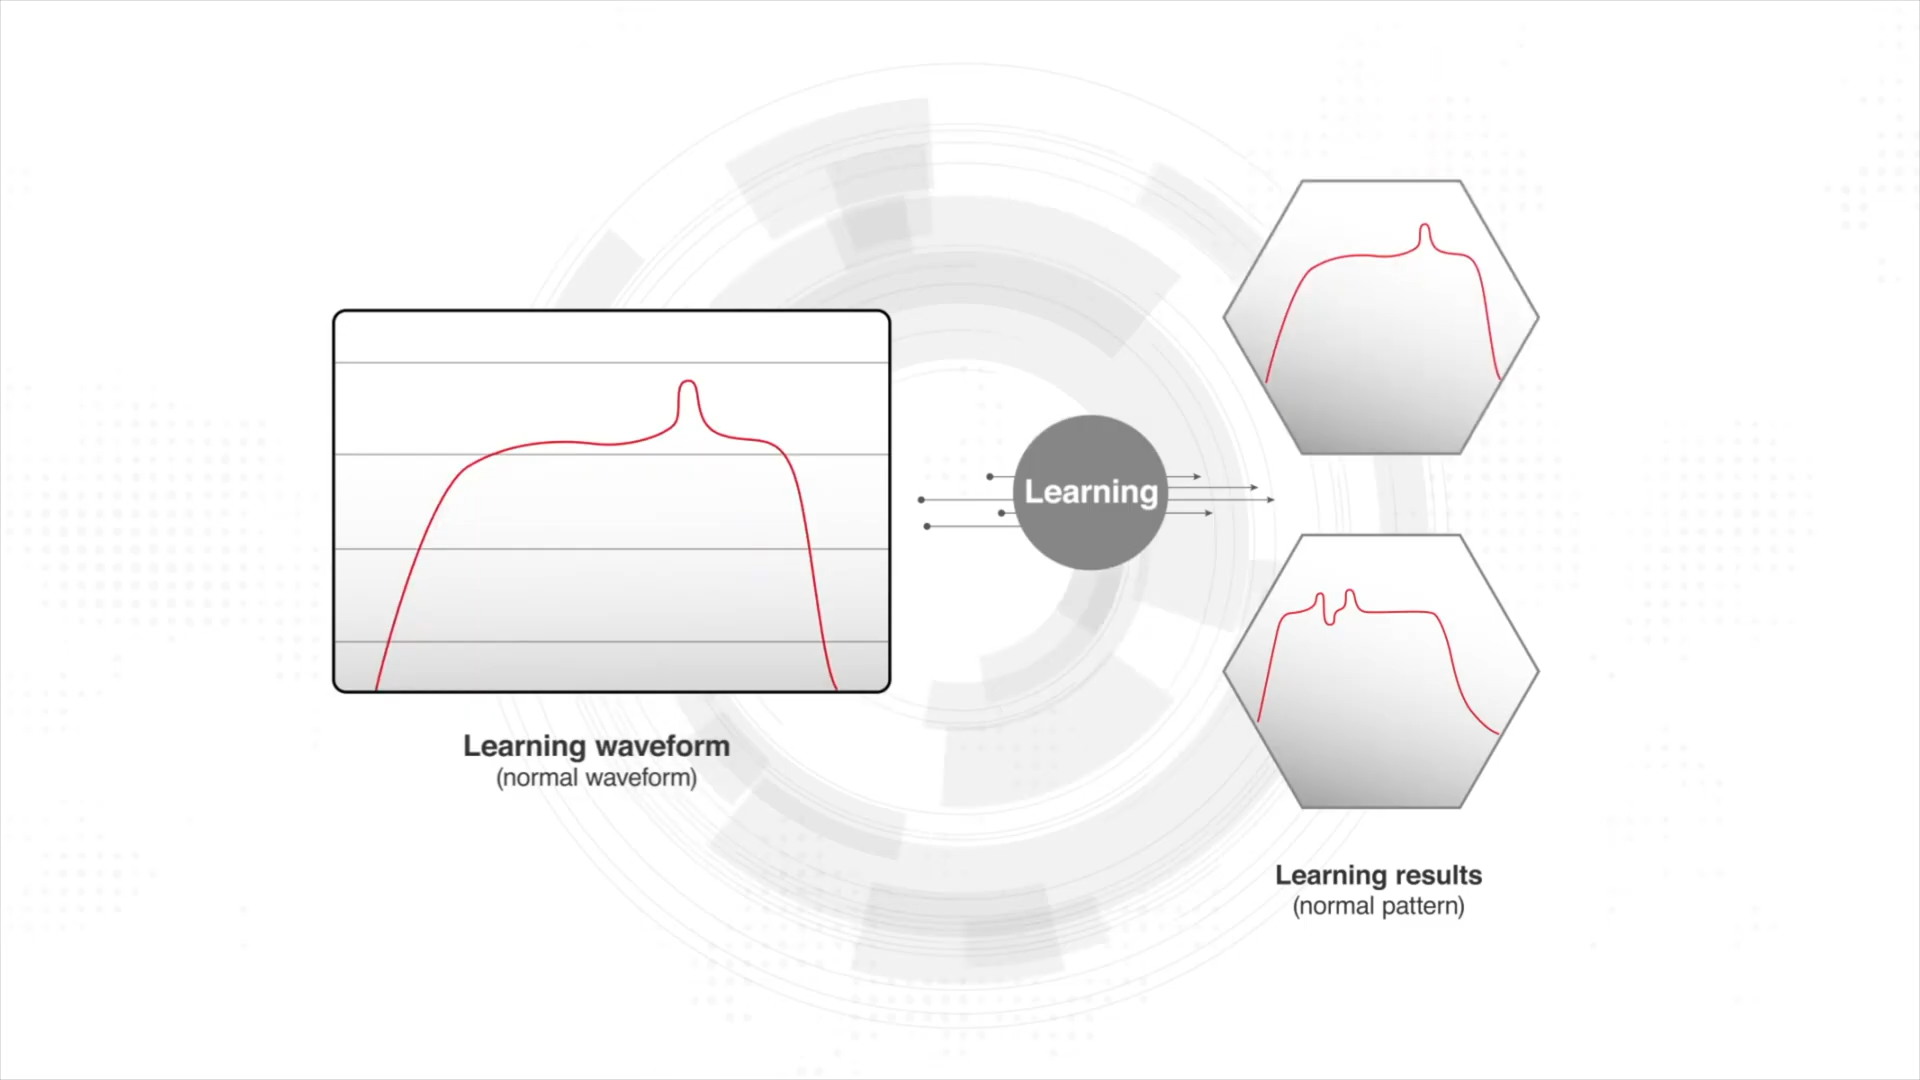 Learning
Learning waveform
(normal waveform)
Learning results
(normal pattern)